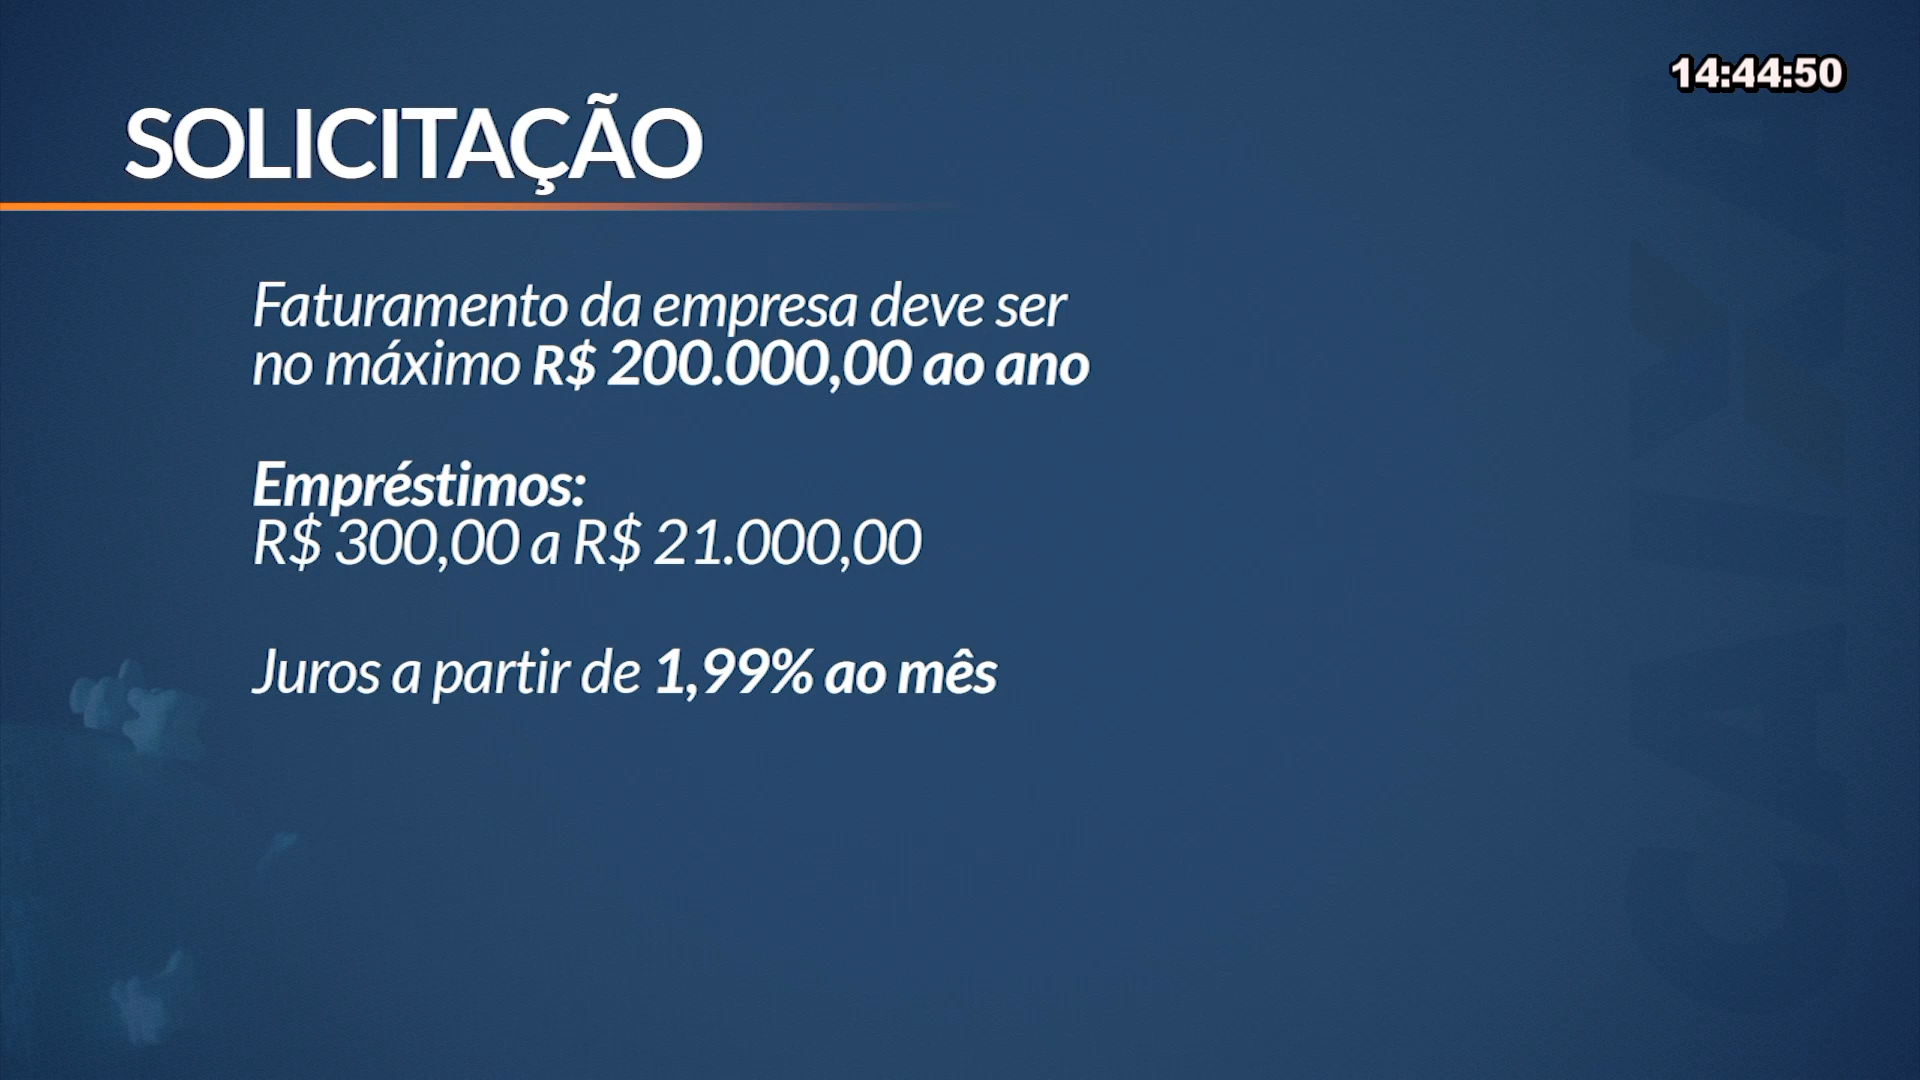 14:44:50
SOLICITAÇÃO
Faturamento da empresa deve ser
no máximo R$ 200.000,00 ao ano
Empréstimos:
R$ 300,00 a R$ 21.000,00
Juros a partir de 1,99% ao mês